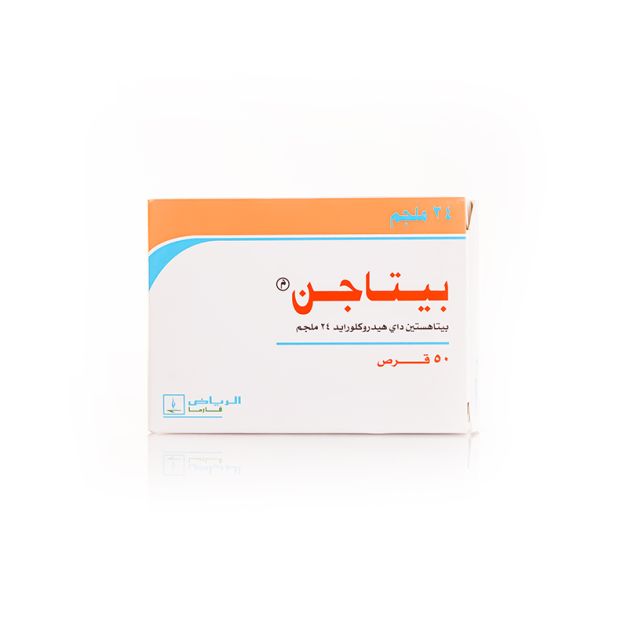 ٢٤ ملجم
بيتاجن
بيتاهستين داي هيدروكلورايد ٢٤ ملجم
٥٠ قرص
الرياض
فارما